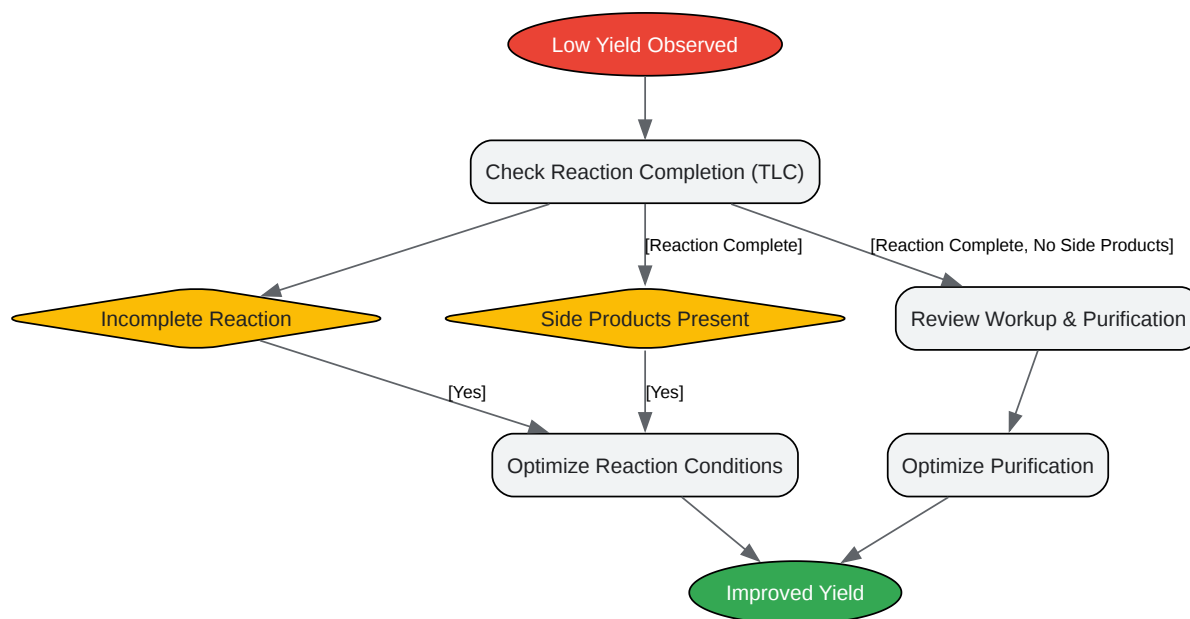 Low Yield Observed
Check Reaction Completion (TLC)
[Reaction Complete]
[Reaction Complete, No Side Products]
Incomplete Reaction
Side Products Present
Review Workup & Purification
[Yes]
[Yes]
Optimize Reaction Conditions
Optimize Purification
Improved Yield